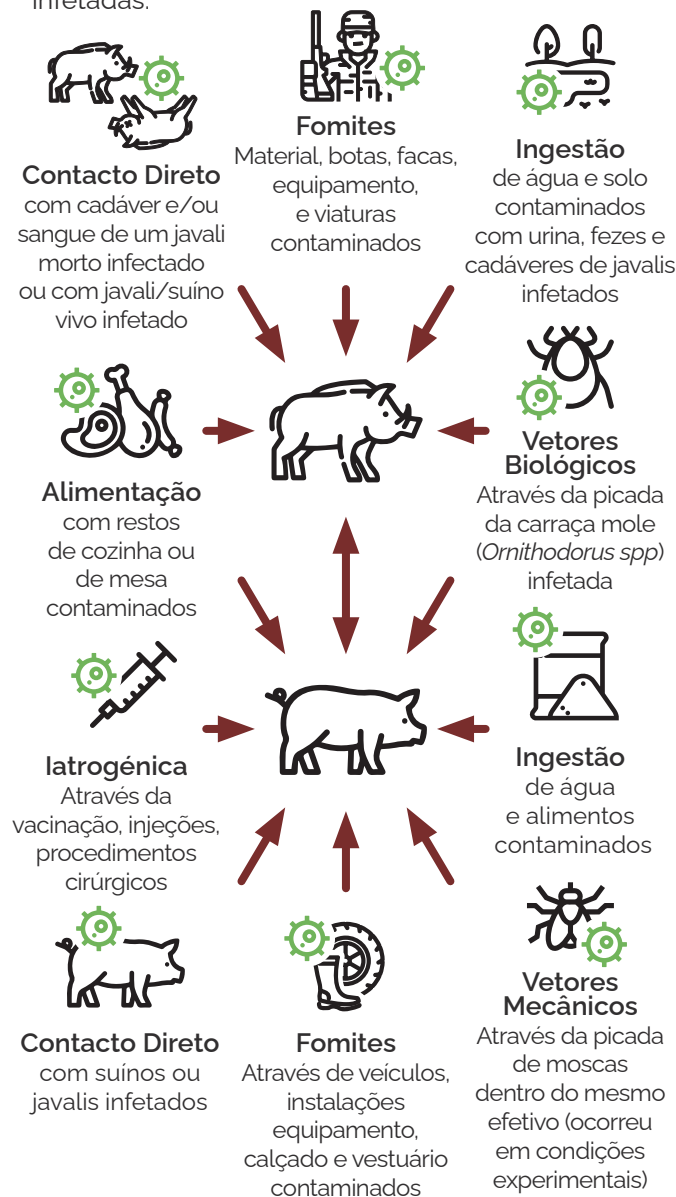 infetadas.
Contacto Direto
com cadáver e/ou
sangue de um javali
morto infectado
ou com javali/suíno
vivo infetado
Fomites
Material, botas, facas,
equipamento,
e viaturas
contaminados
Ingestão
de água e solo
contaminados
com urina, fezes e
cadáveres de javalis
infetados
Alimentação
com restos
de cozinha ou
de mesa
contaminados
Vetores
Biológicos
Através da picada
da carraça mole
(Ornithodorus spp)
infetada
Iatrogénica
Através da
vacinação, injeções,
procedimentos
cirúrgicos
Ingestão
de água
e alimentos
contaminados
Contacto Direto
com suínos ou
javalis infetados
Fomites
Através de veículos,
instalações
equipamento,
calçado e vestuário
contaminados
Vetores
Mecânicos
Através da picada
de moscas
dentro do mesmo
efetivo (ocorreu
em condições
experimentais)